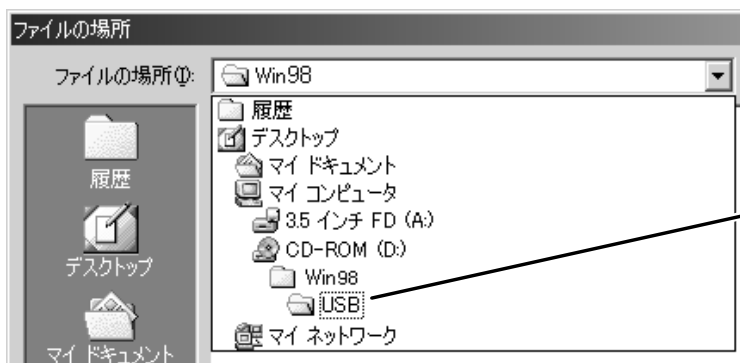 ファイルの場所
ファイルの場所(I): Win98
履歴
デスクトップ
マイ ドキュメント
マイ コンピュータ
3.5 インチ FD (A:)
CD-ROM (D:)
Win98
USB
マイ ネットワーク
履歴
デスクトップ
マイ ドキュメント